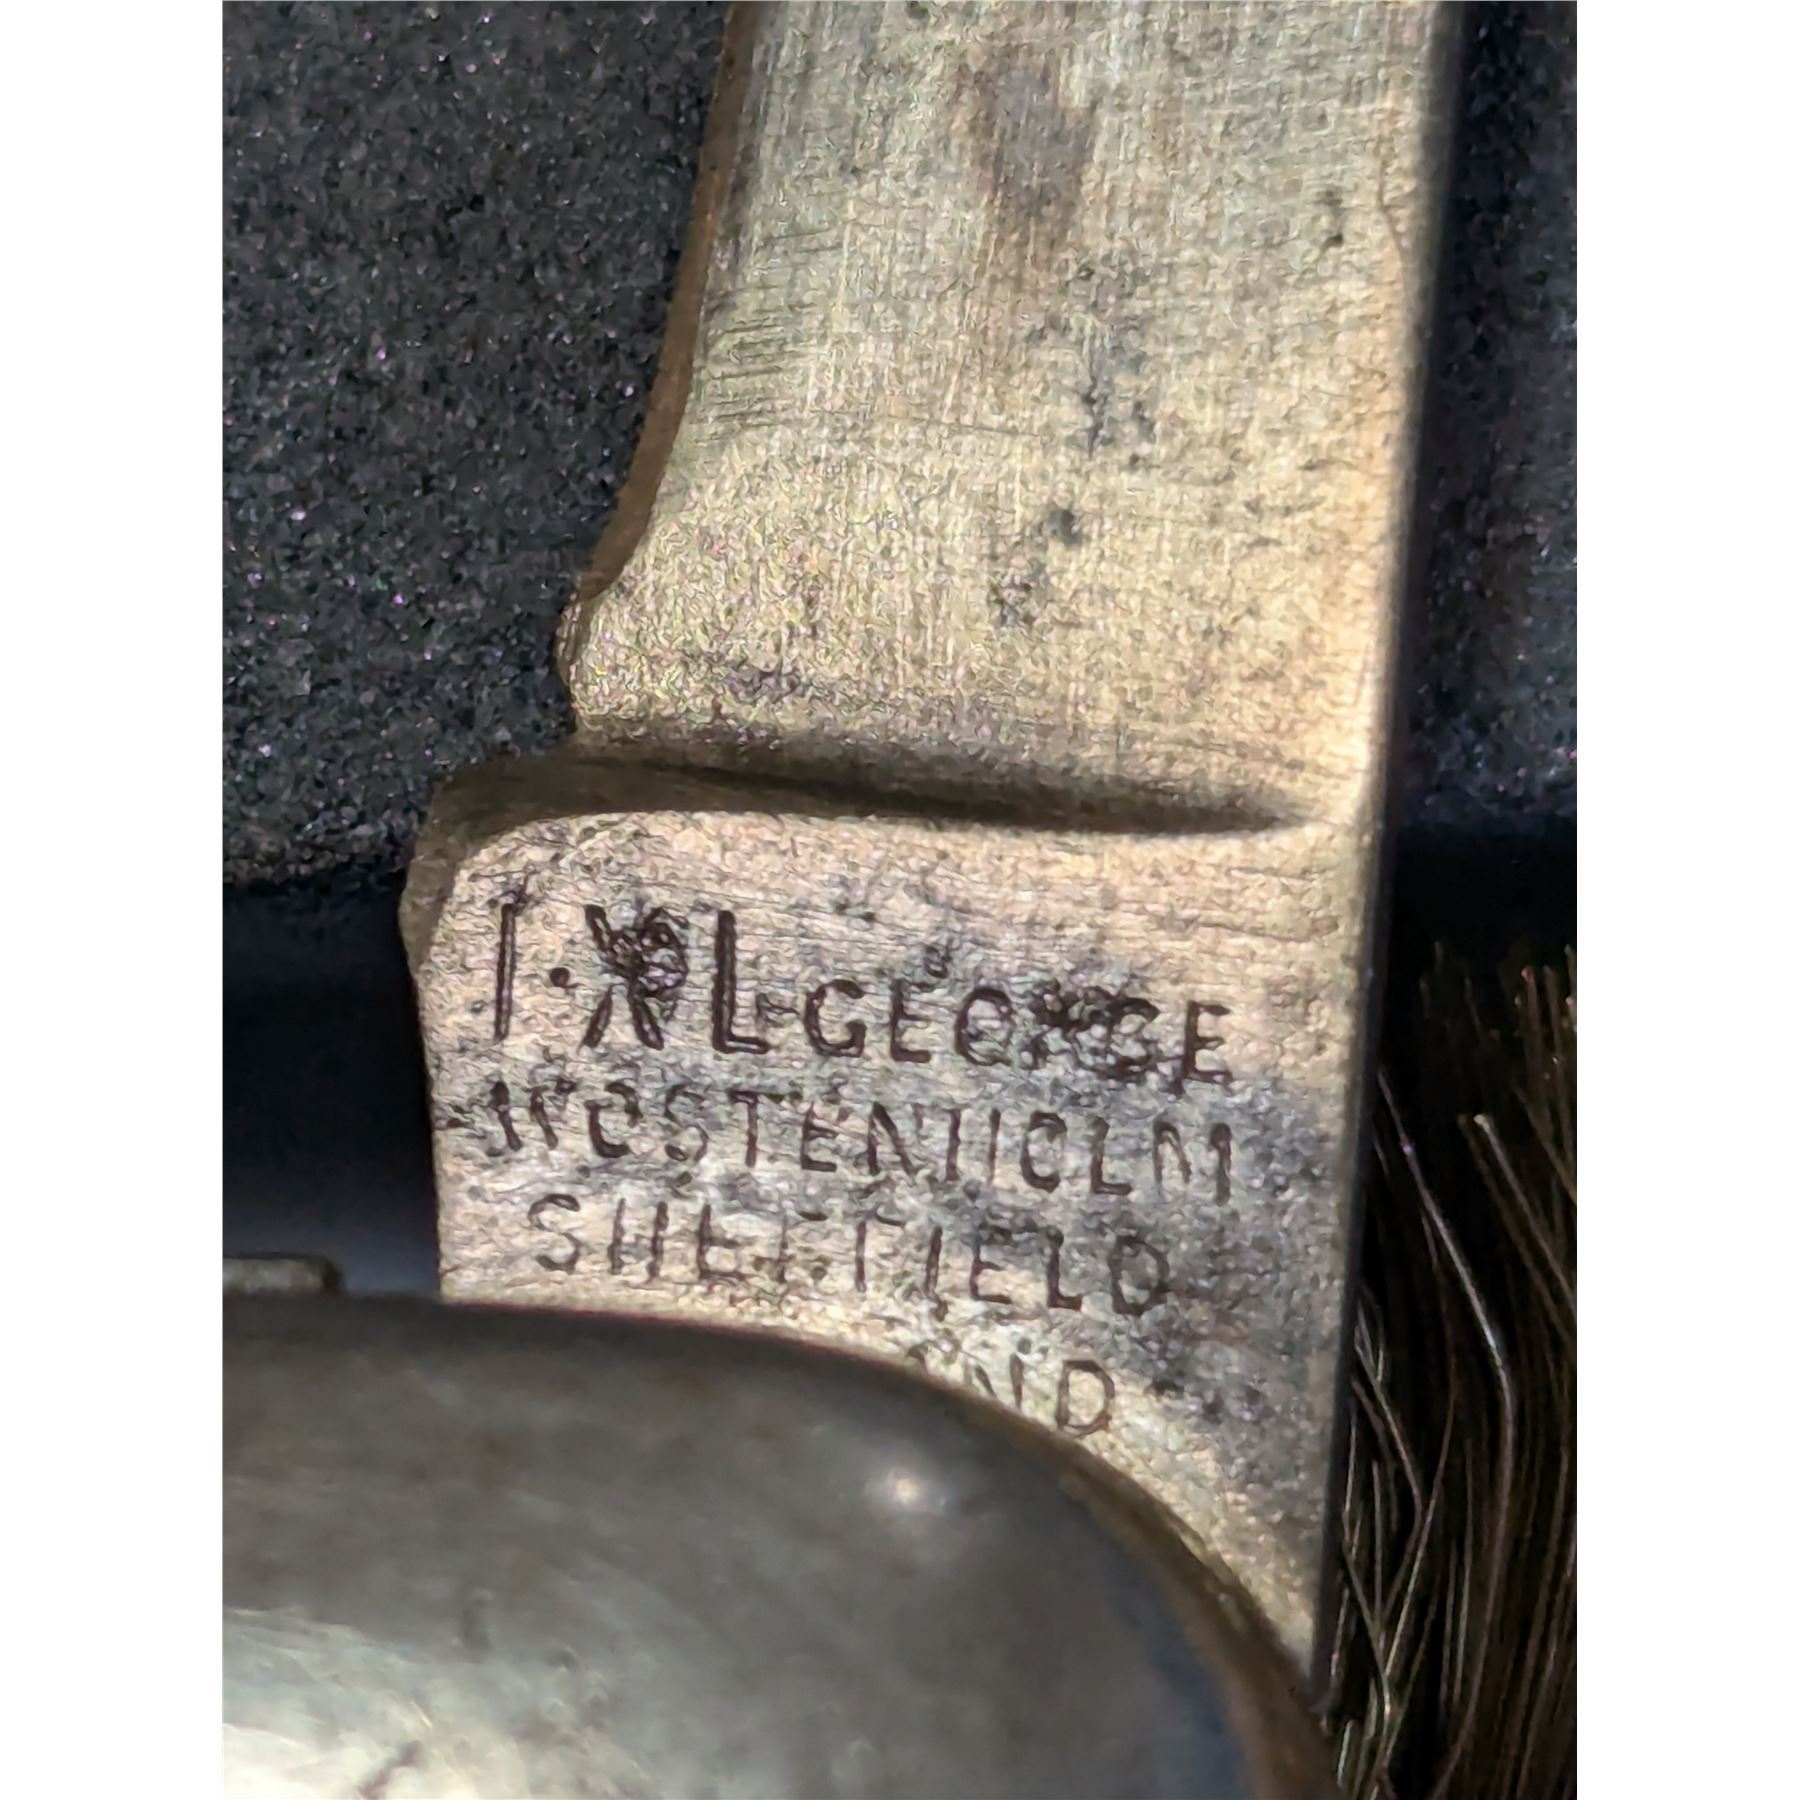 I·XL GEORGE
WOSTENHOLM
SHEFFIELD